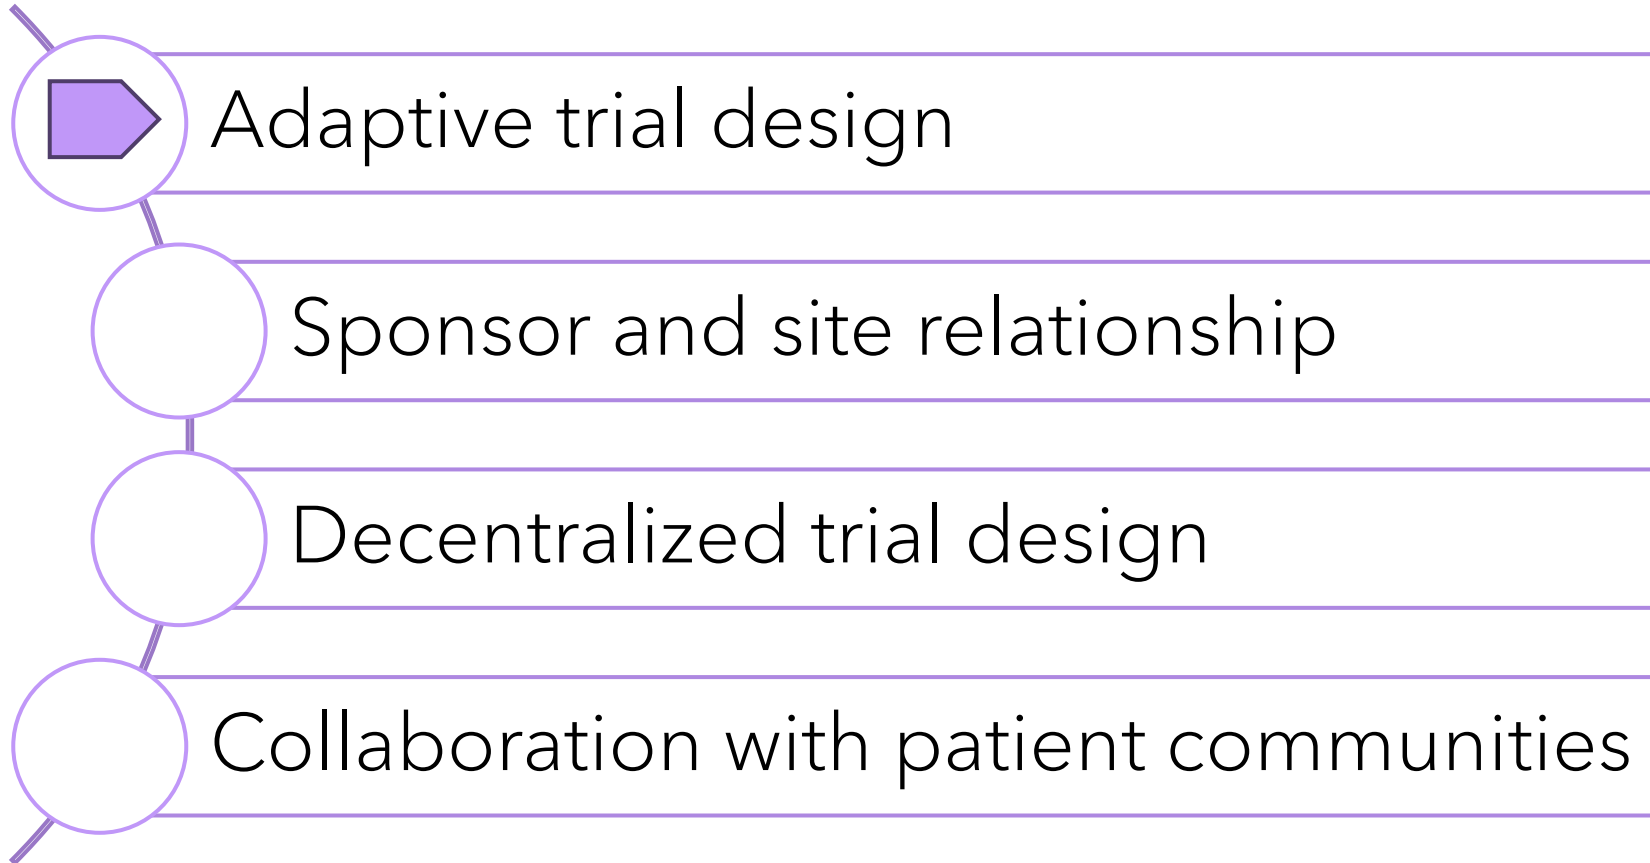 Adaptive trial design
Sponsor and site relationship
Decentralized trial design
Collaboration with patient communities